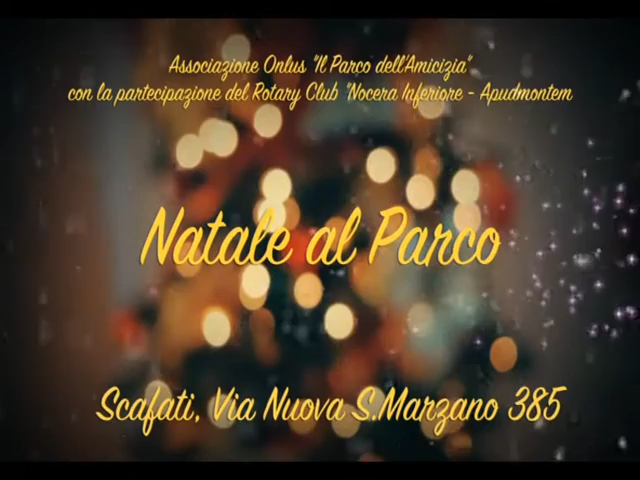 Associazione Onlus "Il Parco dell'Amicizia"
con la partecipazione del Rotary Club "Nocera Inferiore - Apudmontem
Natale al Parco
Scafati, Via Nuova S.Marzano 385